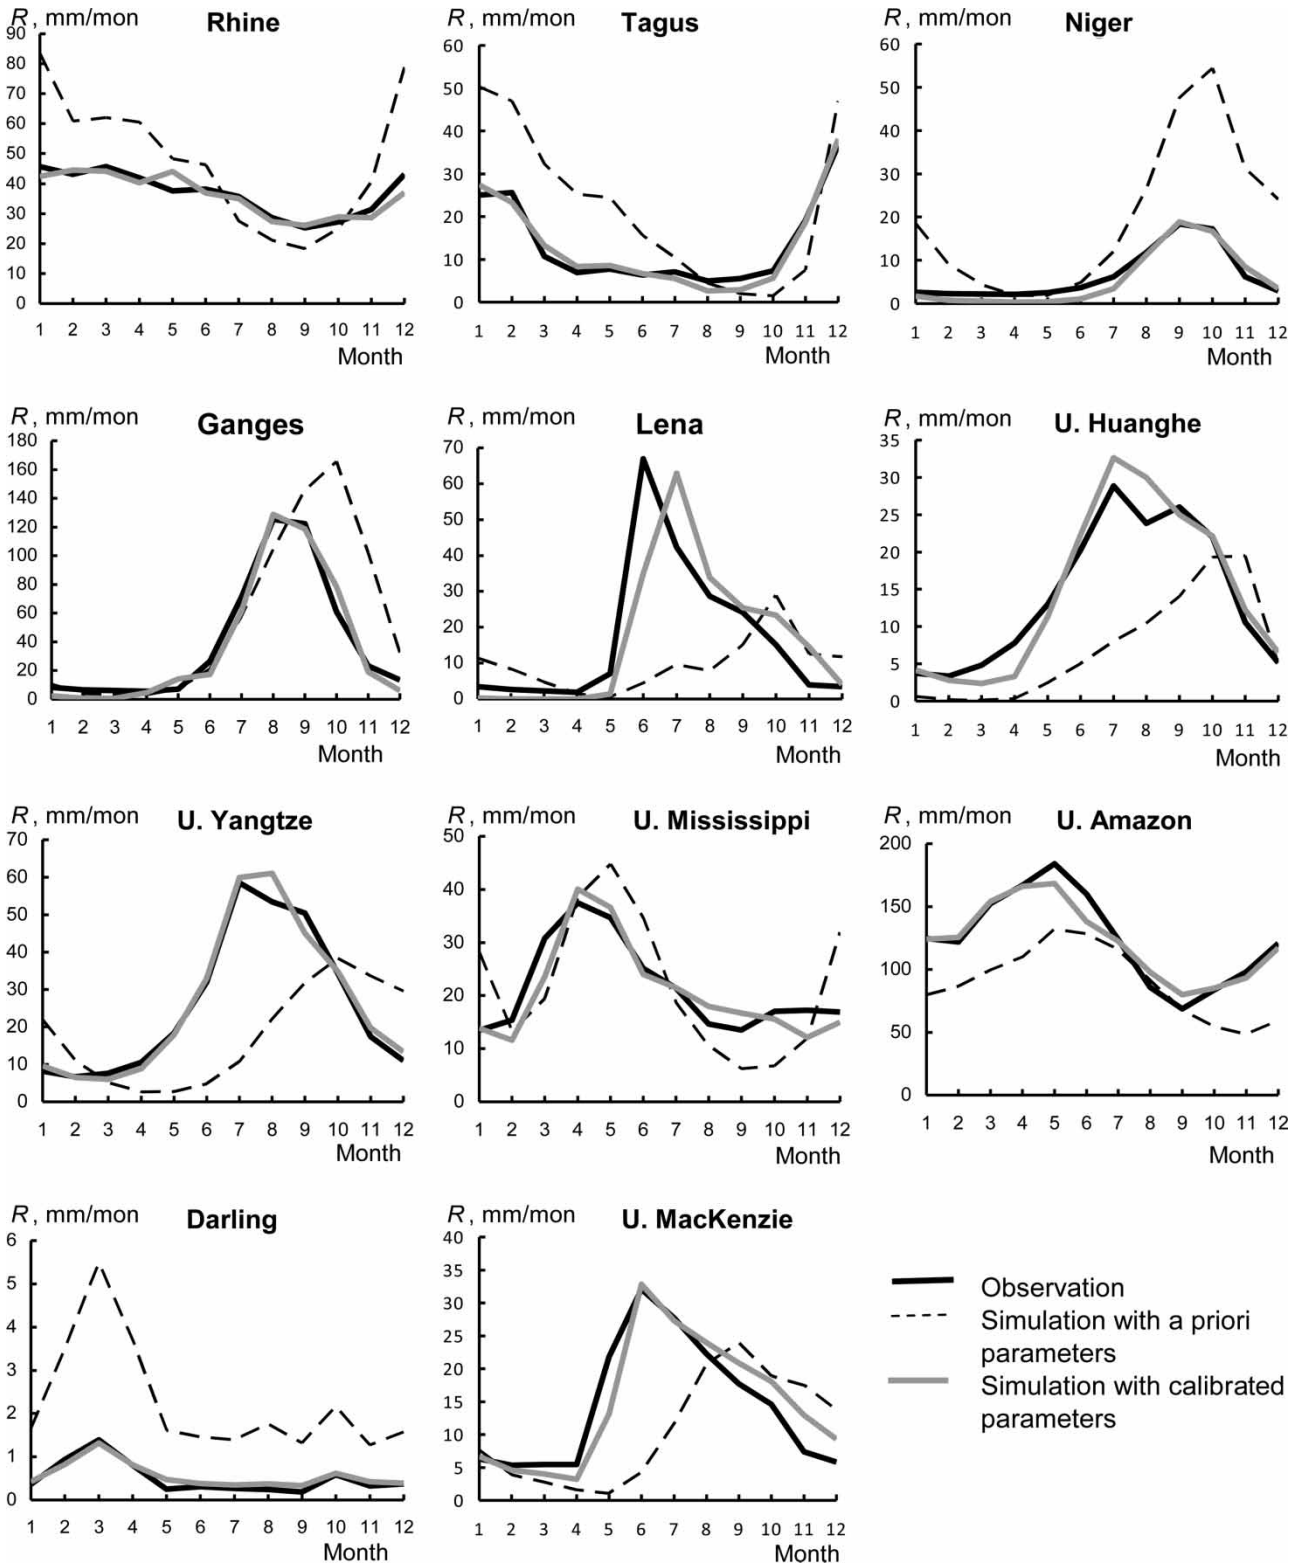 R, mm/mon
Rhine
90
80
70
60
50
40
30
20
10
0
1 2 3 4 5 6 7 8 9 10 11 12
Month
R, mm/mon
Tagus
60
50
40
30
20
10
0
1 2 3 4 5 6 7 8 9 10 11 12
Month
R, mm/mon
Niger
60
50
40
30
20
10
0
1 2 3 4 5 6 7 8 9 10 11 12
Month
R, mm/mon
Ganges
180
160
140
120
100
80
60
40
20
0
1 2 3 4 5 6 7 8 9 10 11 12
Month
R, mm/mon
Lena
70
60
50
40
30
20
10
0
1 2 3 4 5 6 7 8 9 10 11 12
Month
R, mm/mon
U. Huanghe
35
30
25
20
15
10
5
0
1 2 3 4 5 6 7 8 9 10 11 12
Month
R, mm/mon
U. Yangtze
70
60
50
40
30
20
10
0
1 2 3 4 5 6 7 8 9 10 11 12
Month
R, mm/mon
U. Mississippi
50
40
30
20
10
0
1 2 3 4 5 6 7 8 9 10 11 12
Month
R, mm/mon
U. Amazon
200
150
100
50
0
1 2 3 4 5 6 7 8 9 10 11 12
Month
R, mm/mon
Darling
6
5
4
3
2
1
0
1 2 3 4 5 6 7 8 9 10 11 12
Month
R, mm/mon
U. MacKenzie
40
35
30
25
20
15
10
5
0
1 2 3 4 5 6 7 8 9 10 11 12
Month
Observation
Simulation with a priori
parameters
Simulation with calibrated
parameters